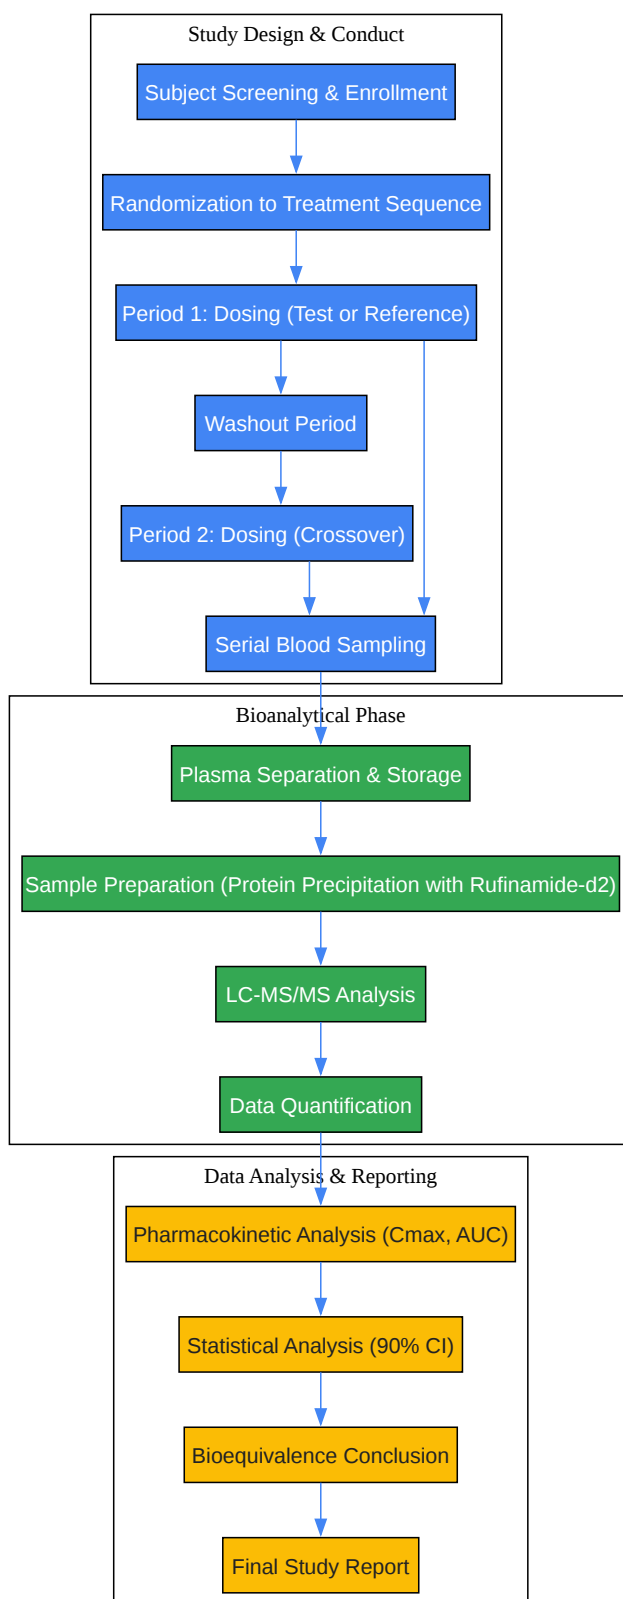 Study Design & Conduct
Subject Screening & Enrollment
Randomization to Treatment Sequence
Period 1: Dosing (Test or Reference)
Washout Period
Period 2: Dosing (Crossover)
Serial Blood Sampling
Bioanalytical Phase
Plasma Separation & Storage
Sample Preparation (Protein Precipitation with Rufinamide-d2)
LC-MS/MS Analysis
Data Quantification
Data Analysis & Reporting
Pharmacokinetic Analysis (Cmax, AUC)
Statistical Analysis (90% CI)
Bioequivalence Conclusion
Final Study Report